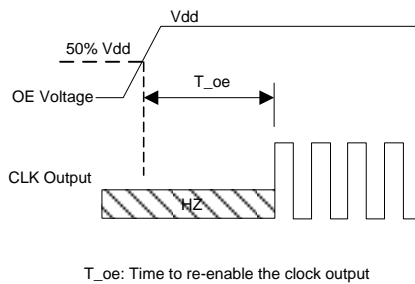 Vdd
50% Vdd
T_oe
OE Voltage
CLK Output
HZ
T_oe: Time to re-enable the clock output